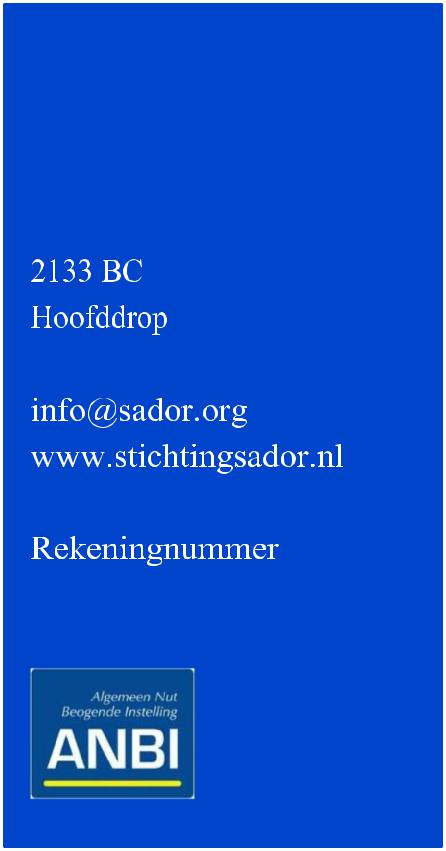 2133 BC
Hoofddrop
info@sador.org
www.stichtingsador.nl
Rekeningnummer
Algemeen Nut
Beogende Instelling
ANBI